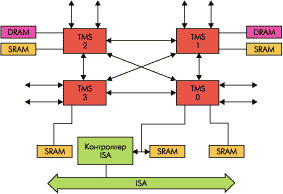 DRAM
SRAM
TMS
2
TMS
1
DRAM
SRAM
TMS
3
TMS
0
SRAM
Контроллер
ISA
SRAM
SRAM
ISA